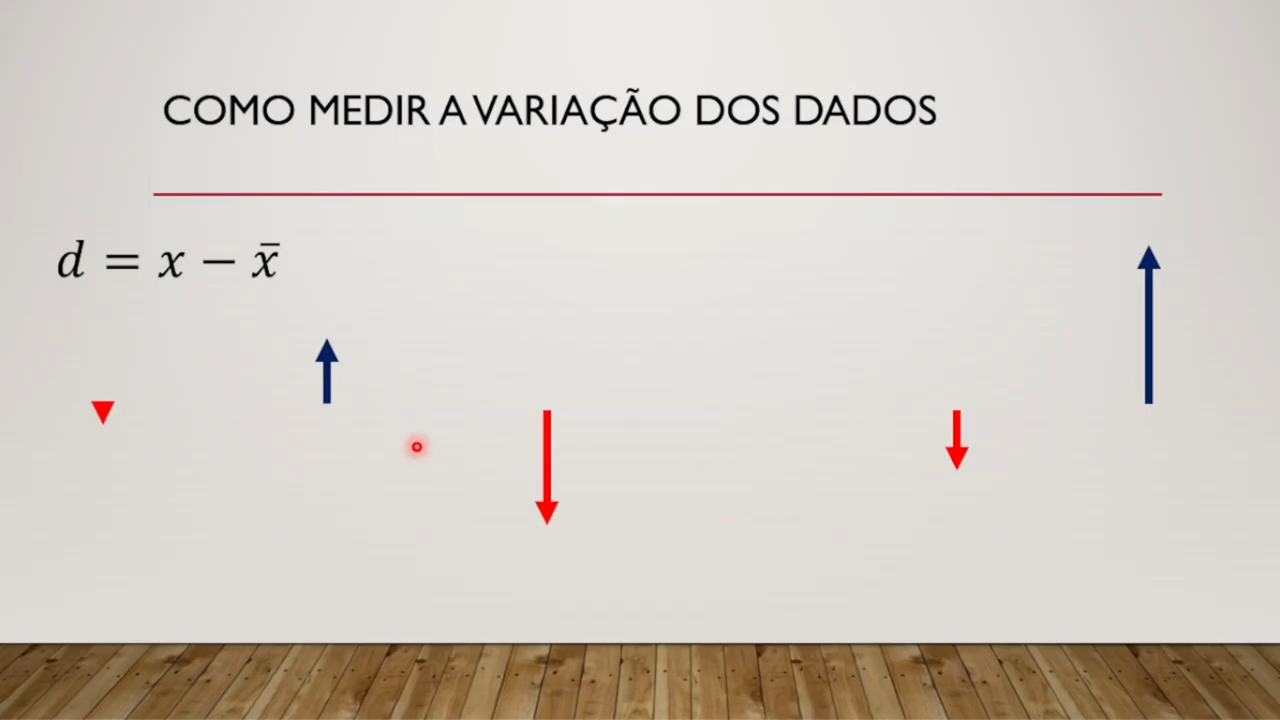 COMO MEDIR A VARIAÇÃO DOS DADOS
d = x − x̄